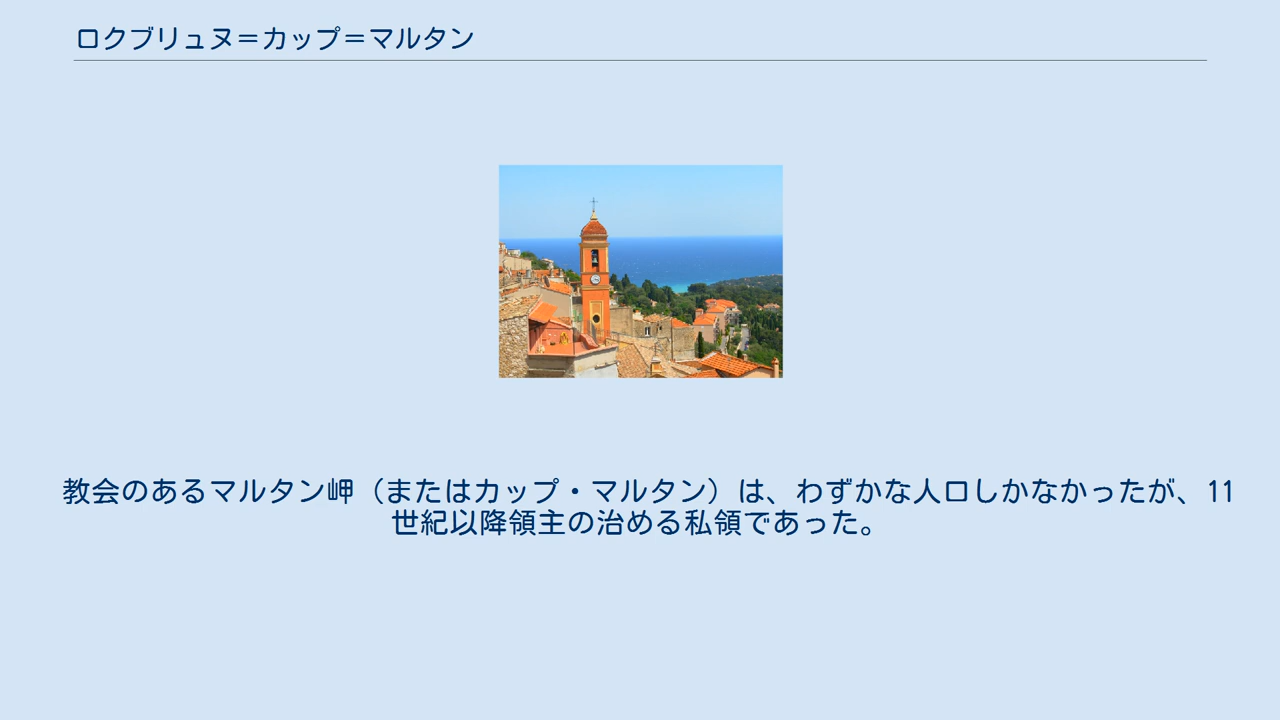 ロクブリュヌ＝カップ＝マルタン
教会のあるマルタン岬（またはカップ・マルタン）は、わずかな人口しかなかったが、11
世紀以降領主の治める私領であった。